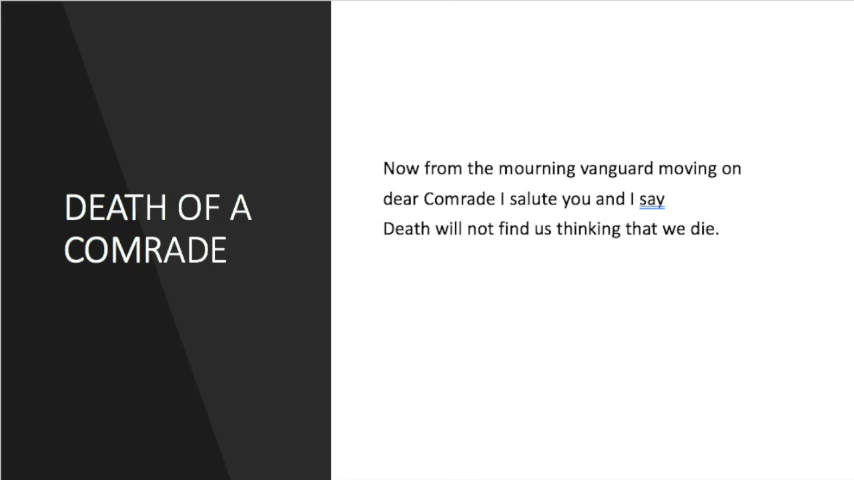 DEATH OF A
COMRADE
Now from the mourning vanguard moving on
dear Comrade I salute you and I say
Death will not find us thinking that we die.